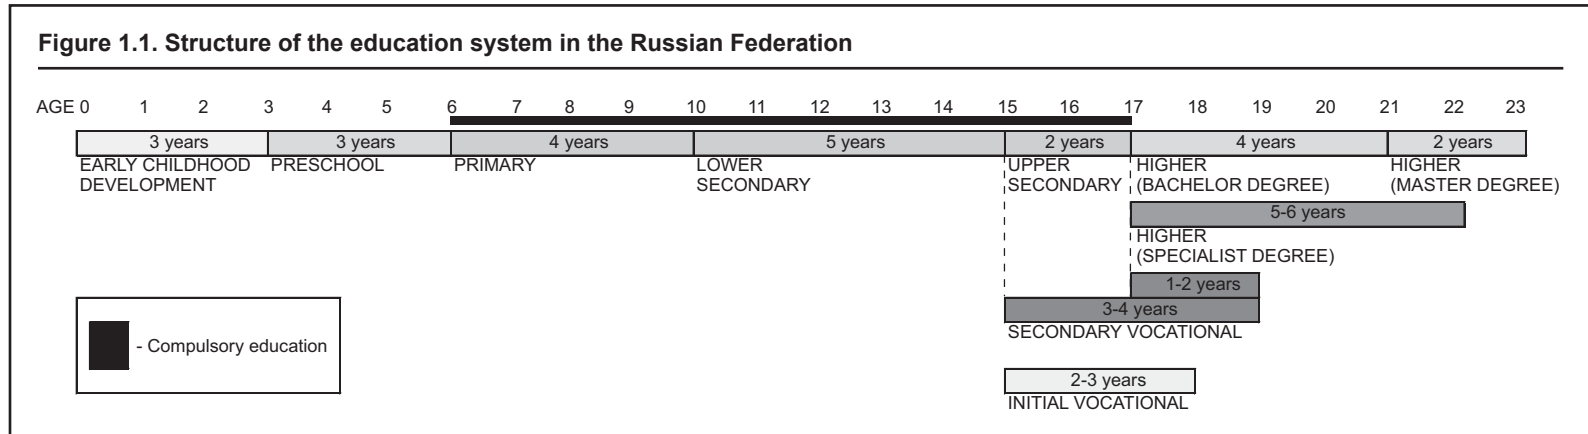 Figure 1.1. Structure of the education system in the Russian Federation
AGE 0 1 2 3 4 5 6 7 8 9 10 11 12 13 14 15 16 17 18 19 20 21 22 23
3 years 3 years 4 years 5 years 2 years 4 years 2 years
EARLY CHILDHOOD PRESCHOOL PRIMARY LOWER UPPER HIGHER HIGHER
DEVELOPMENT SECONDARY SECONDARY (BACHELOR DEGREE) (MASTER DEGREE)
5-6 years
HIGHER
(SPECIALIST DEGREE)
1-2 years
3-4 years
SECONDARY VOCATIONAL
- Compulsory education
2-3 years
INITIAL VOCATIONAL